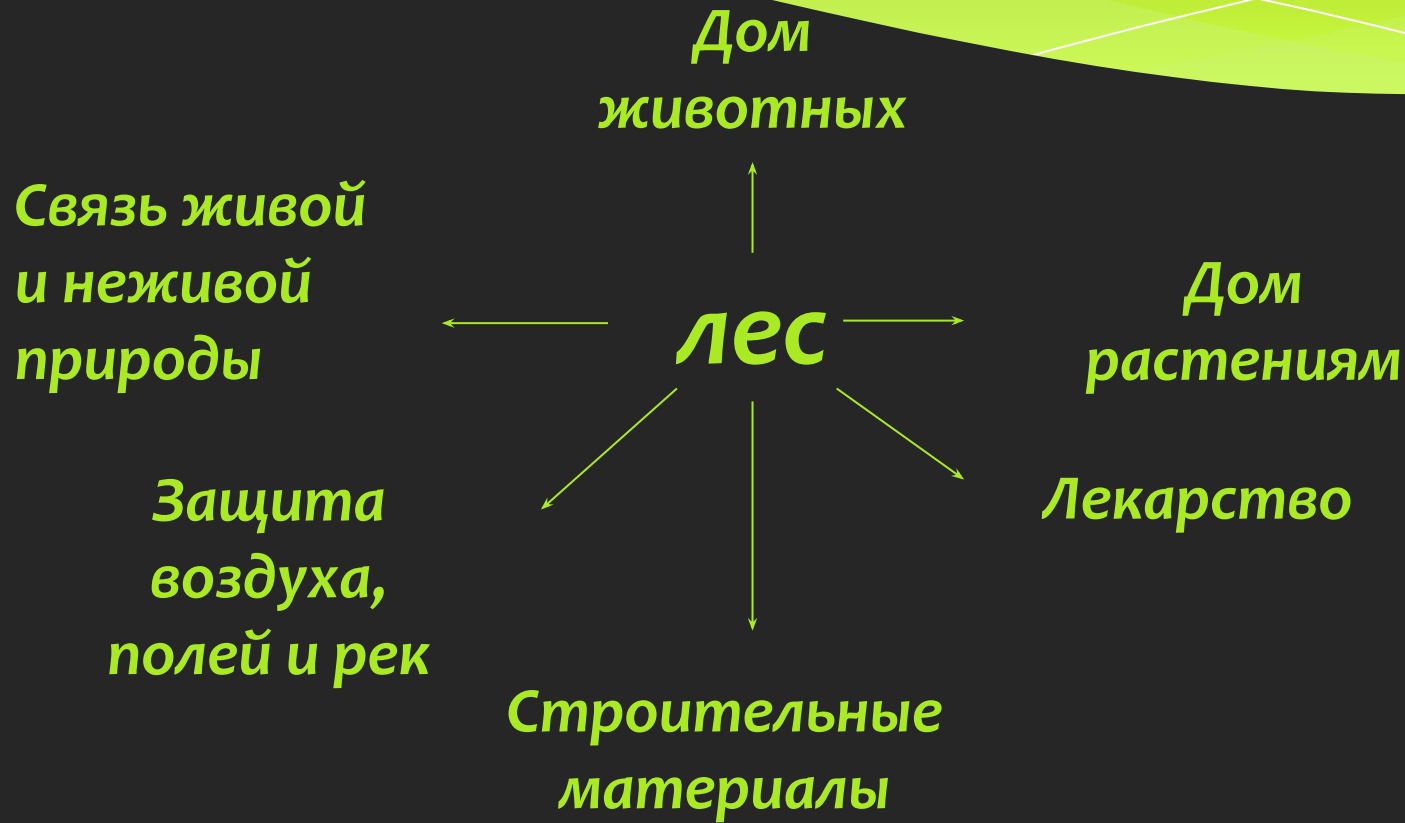 Дом
животных
Связь живой
и неживой
природы
лес
Дом
растениям
Лекарство
Защита
воздуха,
полей и рек
Строительные
материалы